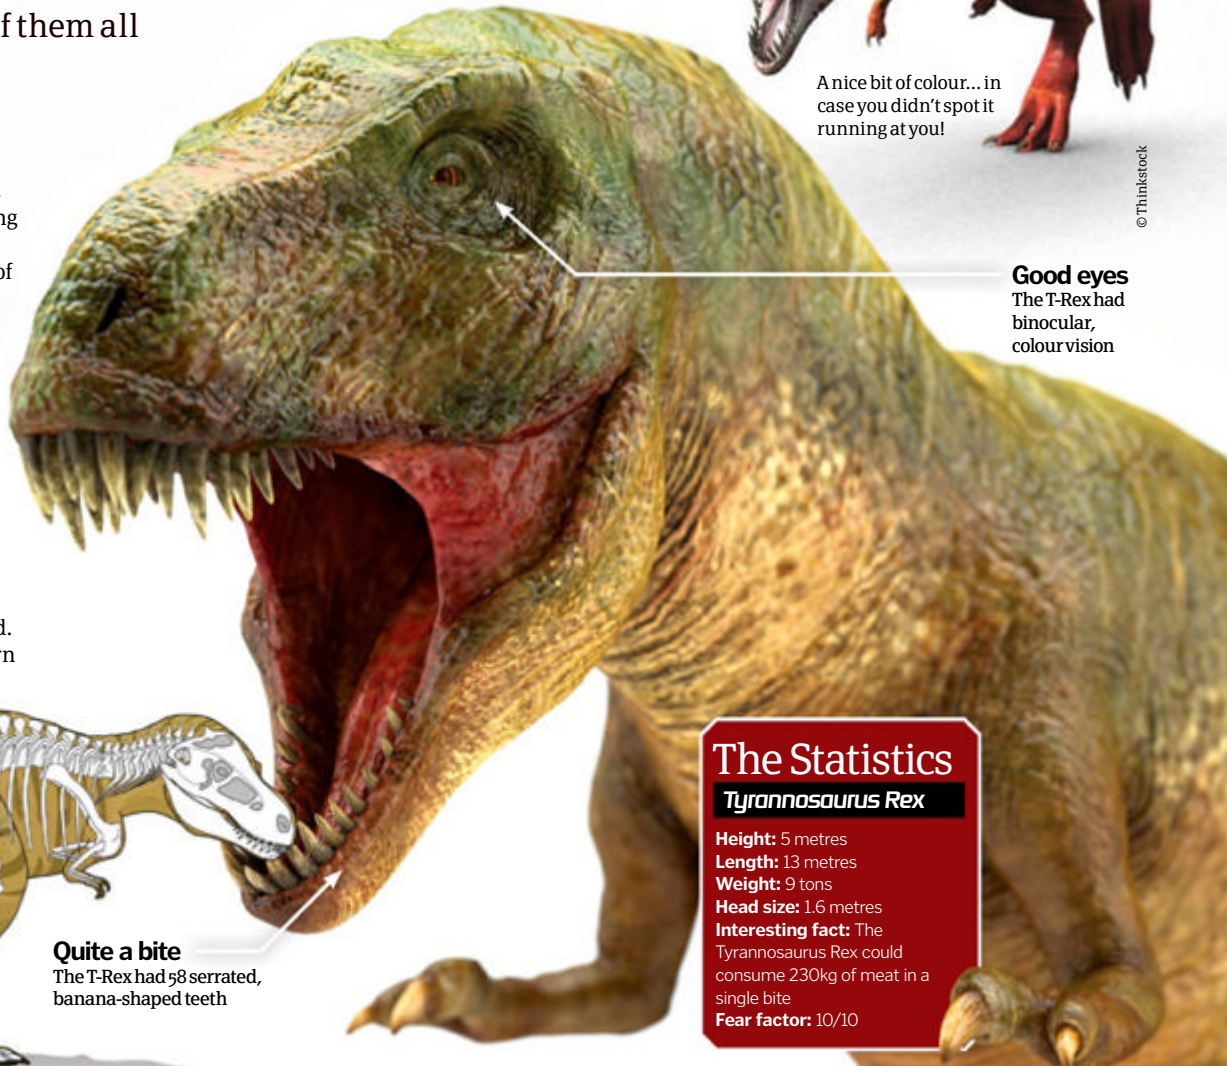 f them all
ng
of
d.
rn
A nice bit of colour... in
case you didn't spot it
running at you!
© Thinkstock
Good eyes
The T-Rex had
binocular,
colour vision
Quite a bite
The T-Rex had 58 serrated,
banana-shaped teeth
The Statistics
Tyrannosaurus Rex
Height: 5 metres
Length: 13 metres
Weight: 9 tons
Head size: 1.6 metres
Interesting fact: The
Tyrannosaurus Rex could
consume 230kg of meat in a
single bite
Fear factor: 10/10